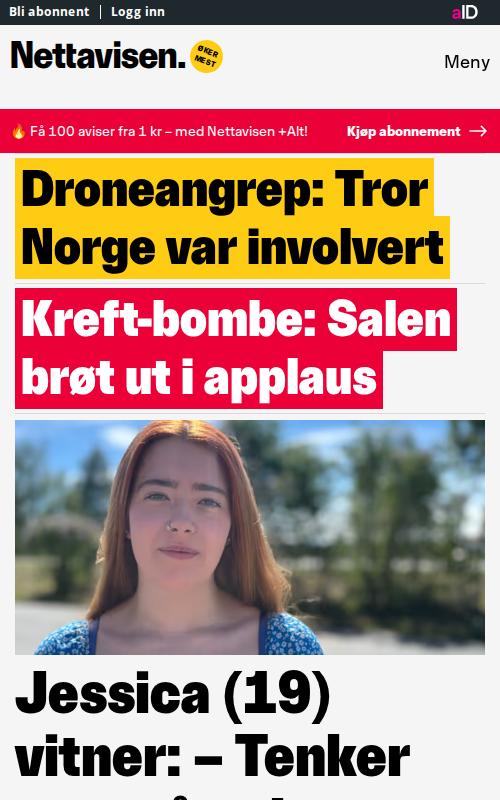 Bli abonnent | Logg inn
aID
Nettavisen.
ØKER
MEST
Meny
🔥 Få 100 aviser fra 1 kr – med Nettavisen +Alt!
Kjøp abonnement →
Droneangrep: Tror
Norge var involvert
Kreft-bombe: Salen
brøt ut i applaus
Jessica (19)
vitner: – Tenker